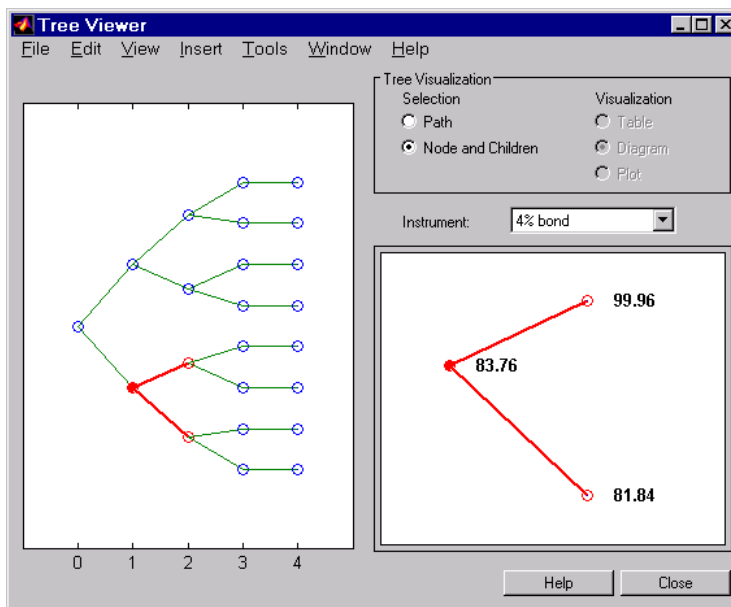 Tree Viewer
File Edit View Insert Tools Window Help
Tree Visualization
Selection
Visualization
Path
Table
Node and Children
Diagram
Plot
Instrument:
4% bond
99.96
83.76
81.84
0 1 2 3 4
Help
Close